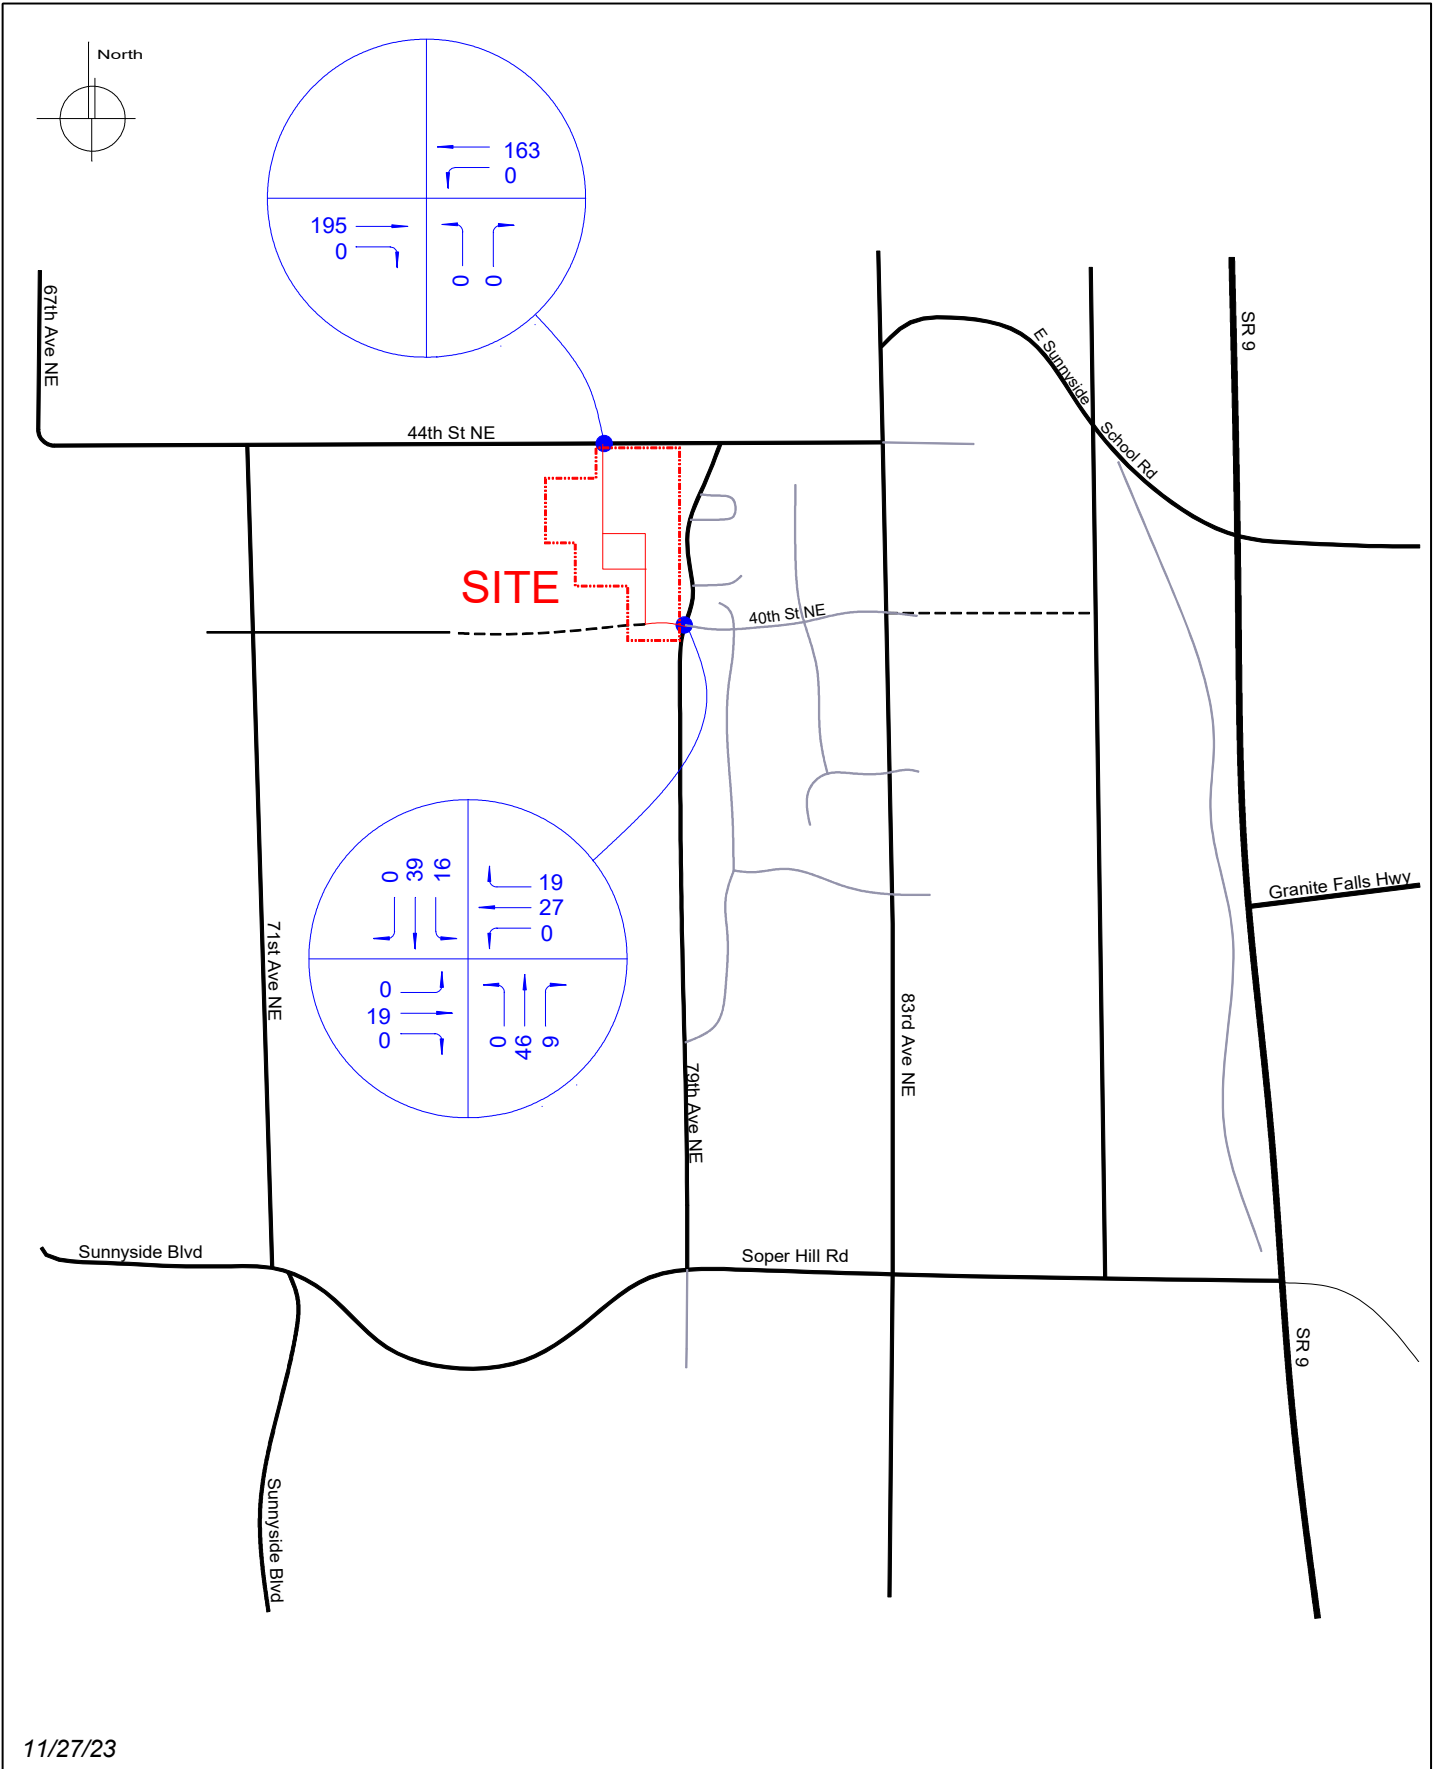 North
163
0
195
0
0
0
67th Ave NE
SR 9
E Sunnyside
School Rd
44th St NE
SITE
40th St NE
0
39
16
19
27
0
0
19
0
0
46
9
Granite Falls Hwy
71st Ave NE
83rd Ave NE
79th Ave NE
Sunnyside Blvd
Soper Hill Rd
SR 9
Sunnyside Blvd
11/27/23